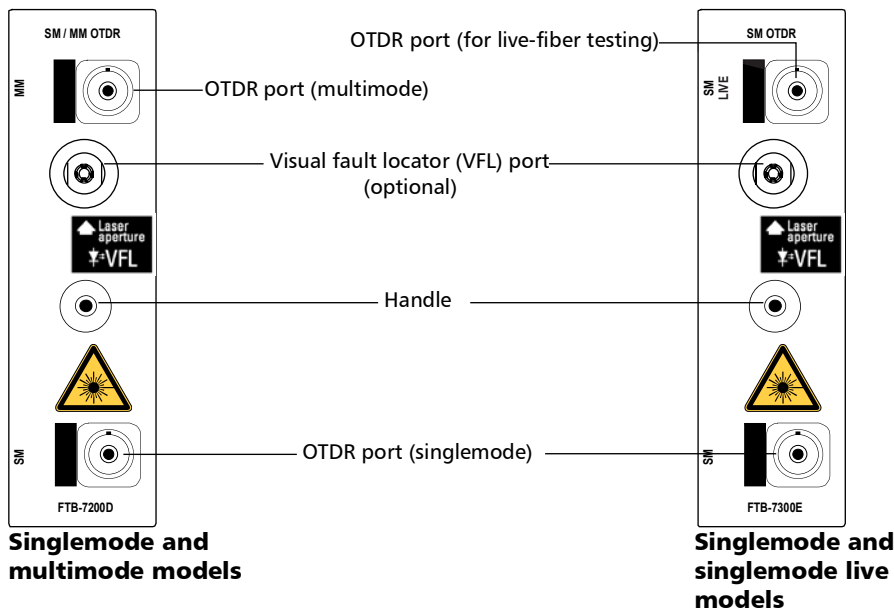 SM / MM OTDR
MM
OTDR port (multimode)
OTDR port (for live-fiber testing)
SM OTDR
SM
LIVE
Visual fault locator (VFL) port
(optional)
Laser
aperture
VFL
Laser
aperture
VFL
Handle
SM
OTDR port (singlemode)
SM
FTB-7200D
FTB-7300E
Singlemode and
multimode models
Singlemode and
singlemode live
models